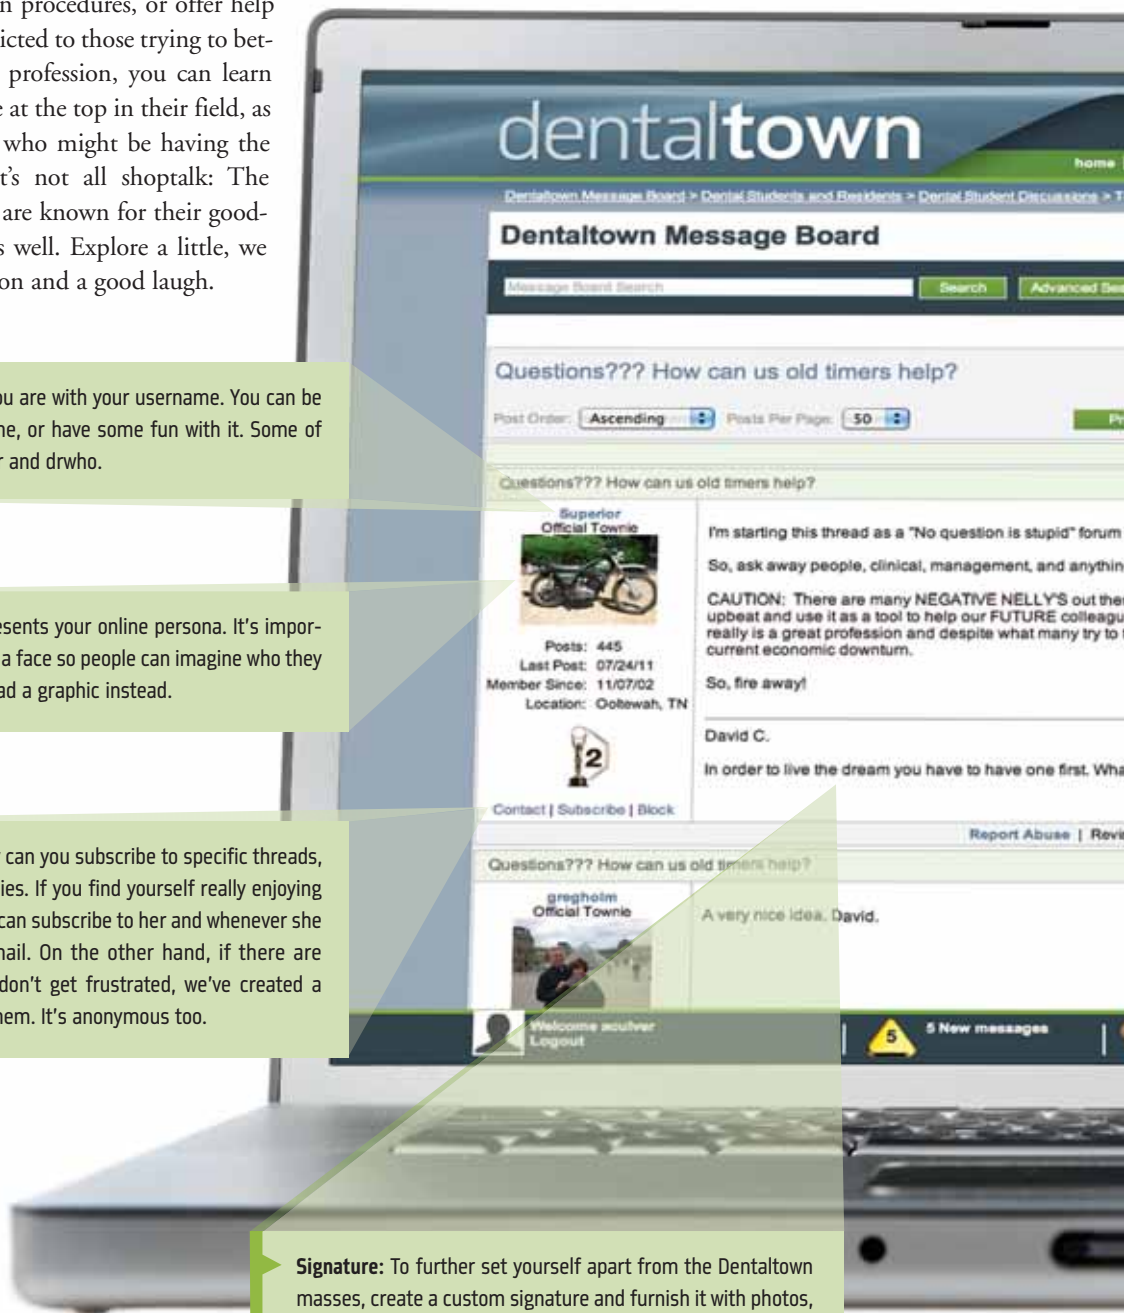 n procedures, or offer help
icted to those trying to bet-
profession, you can learn
e at the top in their field, as
who might be having the
t's not all shoptalk: The
are known for their good-
s well. Explore a little, we
on and a good laugh.
ou are with your username. You can be
ne, or have some fun with it. Some of
r and drwho.
esents your online persona. It's impor-
a face so people can imagine who they
ad a graphic instead.
can you subscribe to specific threads,
ies. If you find yourself really enjoying
can subscribe to her and whenever she
nail. On the other hand, if there are
don't get frustrated, we've created a
hem. It's anonymous too.
dentaltown
home
Dentaltown Message Board > Dental Students and Residents > Dental Student Discussions > T
Dentaltown Message Board
Message Board Search
Search
Advanced Sea
Questions??? How can us old timers help?
Post Order: Ascending Posts Per Page: 50
Questions??? How can us old timers help?
Superior
Official Townie
Posts: 445
Last Post: 07/24/11
Member Since: 11/07/02
Location: Ooltewah, TN
2
Contact | Subscribe | Block
I'm starting this thread as a "No question is stupid" forum
So, ask away people, clinical, management, and anythin
CAUTION: There are many NEGATIVE NELLY'S out ther
upbeat and use it as a tool to help our FUTURE colleagu
really is a great profession and despite what many try to
current economic downturn.
So, fire away!
David C.
In order to live the dream you have to have one first. Wha
Report Abuse | Revi
Questions??? How can us old timers help?
gregholm
Official Townie
A very nice idea, David.
Welcome aculver
Logout
5
5 New messages
Signature: To further set yourself apart from the Dentaltown
masses, create a custom signature and furnish it with photos,